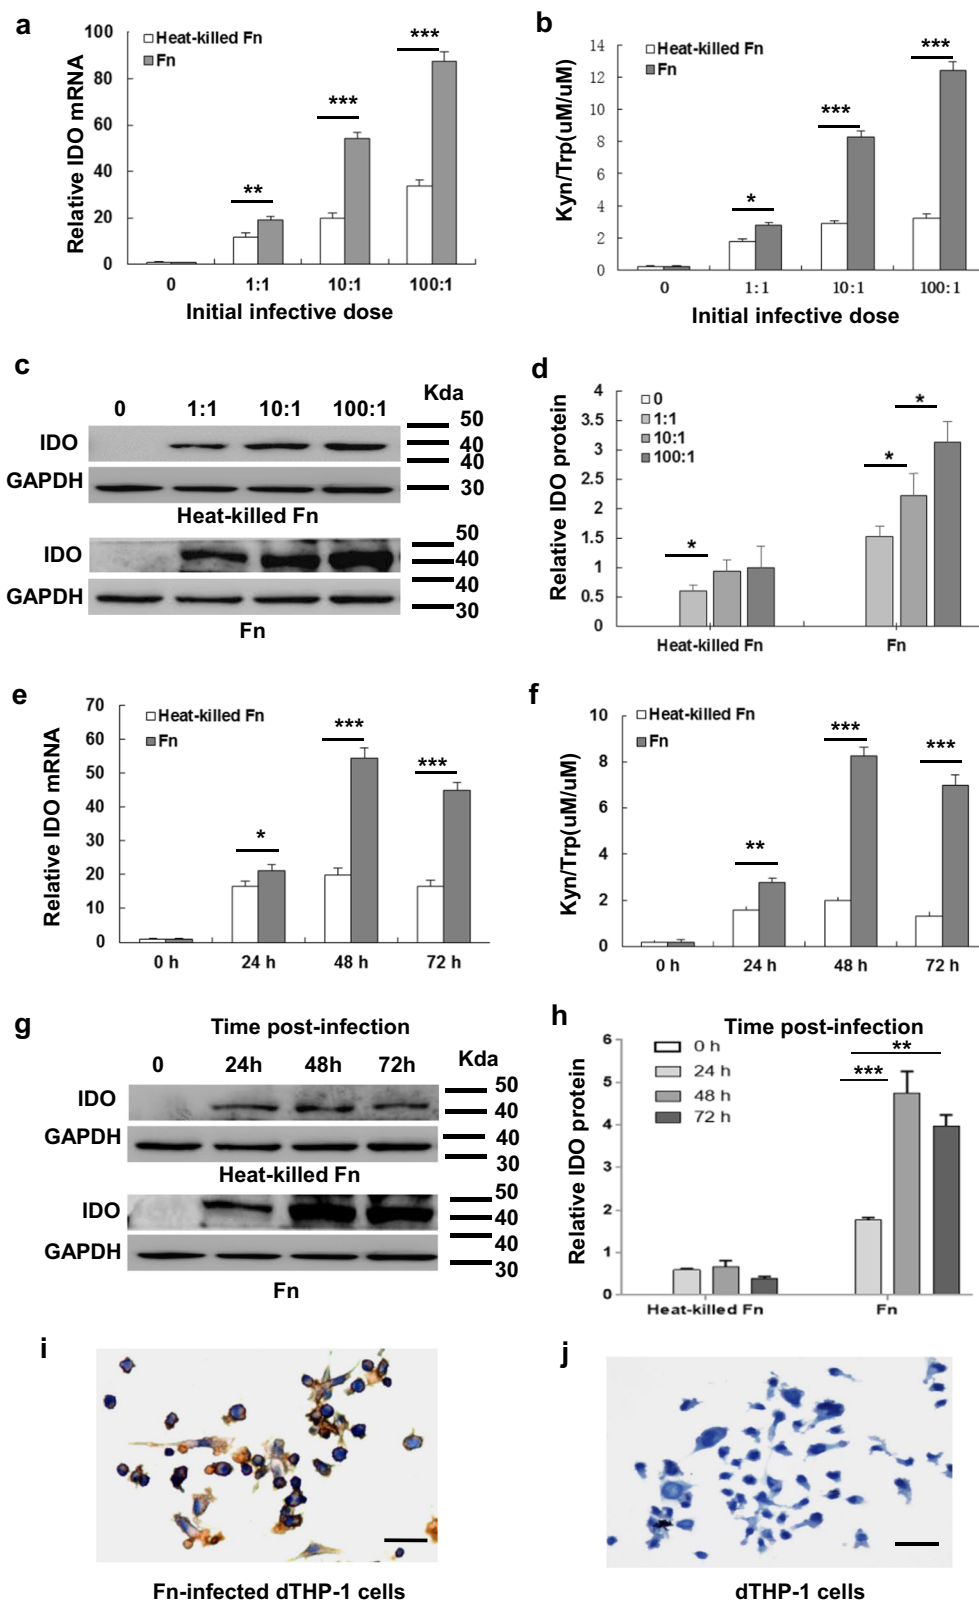 a
100
80
60
40
20
0
Relative IDO mRNA
Heat-killed Fn
Fn
**
***
***
0 1:1 10:1 100:1
Initial infective dose
b
14
12
10
8
6
4
2
0
Kyn/Trp(uM/uM)
Heat-killed Fn
Fn
*
***
***
0 1:1 10:1 100:1
Initial infective dose
c
0 1:1 10:1 100:1 Kda
IDO
GAPDH
50
40
40
30
Heat-killed Fn
IDO
GAPDH
50
40
40
30
Fn
d
4
3.5
3
2.5
2
1.5
1
0.5
0
Relative IDO protein
0
1:1
10:1
100:1
*
*
*
Heat-killed Fn Fn
e
70
60
50
40
30
20
10
0
Relative IDO mRNA
Heat-killed Fn
Fn
*
***
***
0 h 24 h 48 h 72 h
Time post-infection
f
10
8
6
4
2
0
Kyn/Trp(uM/uM)
Heat-killed Fn
Fn
**
***
***
0 h 24 h 48 h 72 h
Time post-infection
g
0 24h 48h 72h Kda
IDO
GAPDH
50
40
40
30
Heat-killed Fn
IDO
GAPDH
50
40
40
30
Fn
h
6
5
4
3
2
1
0
Relative IDO protein
0 h
24 h
48 h
72 h
**
***
Heat-killed Fn Fn
i
Fn-infected dTHP-1 cells
j
dTHP-1 cells